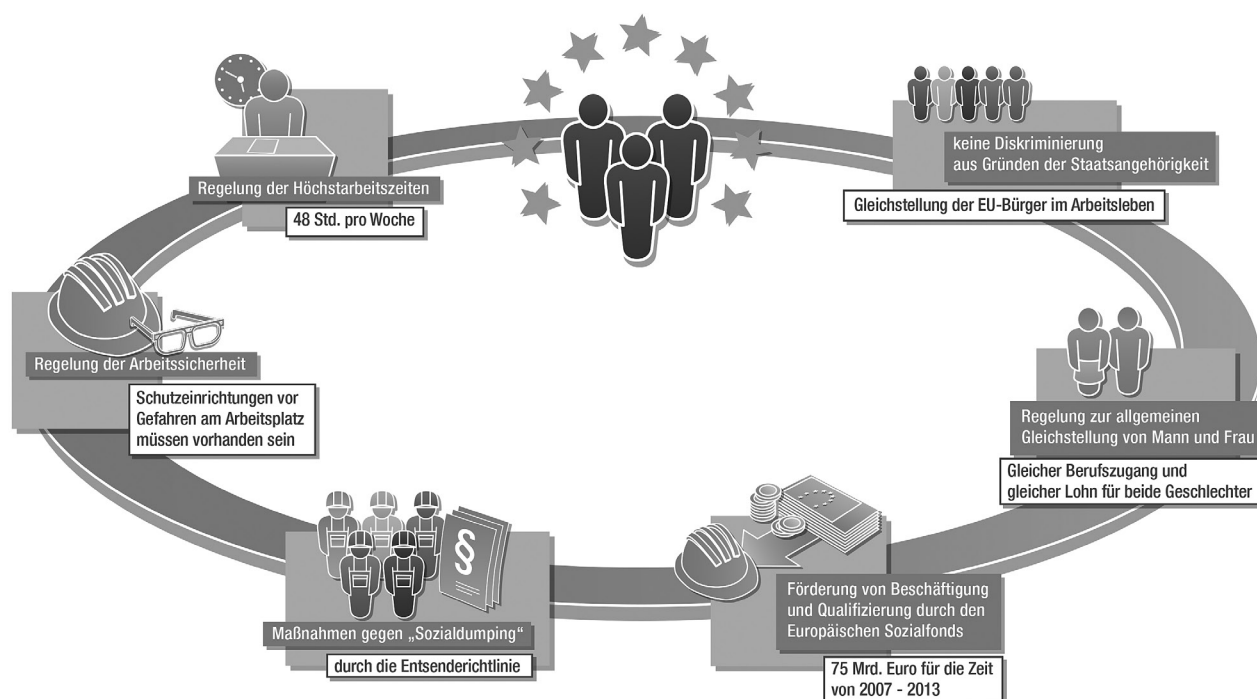 Regelung der Höchstarbeitszeiten
48 Std. pro Woche
keine Diskriminierung
aus Gründen der Staatsangehörigkeit
Gleichstellung der EU-Bürger im Arbeitsleben
Regelung der Arbeitssicherheit
Schutzeinrichtungen vor
Gefahren am Arbeitsplatz
müssen vorhanden sein
Regelung zur allgemeinen
Gleichstellung von Mann und Frau
Gleicher Berufszugang und
gleicher Lohn für beide Geschlechter
§
Maßnahmen gegen „Sozialdumping“
durch die Entsenderichtlinie
Förderung von Beschäftigung
und Qualifizierung durch den
Europäischen Sozialfonds
75 Mrd. Euro für die Zeit
von 2007 - 2013